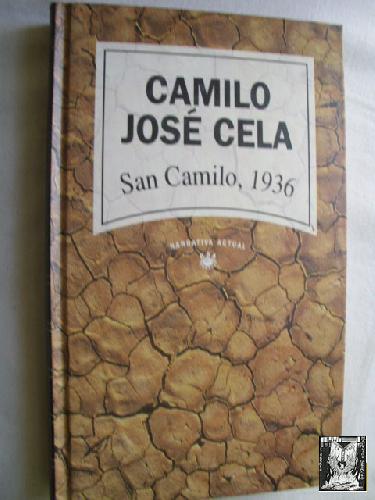 CAMILO
JOSÉ CELA
San Camilo, 1936
NARRATIVA ACTUAL